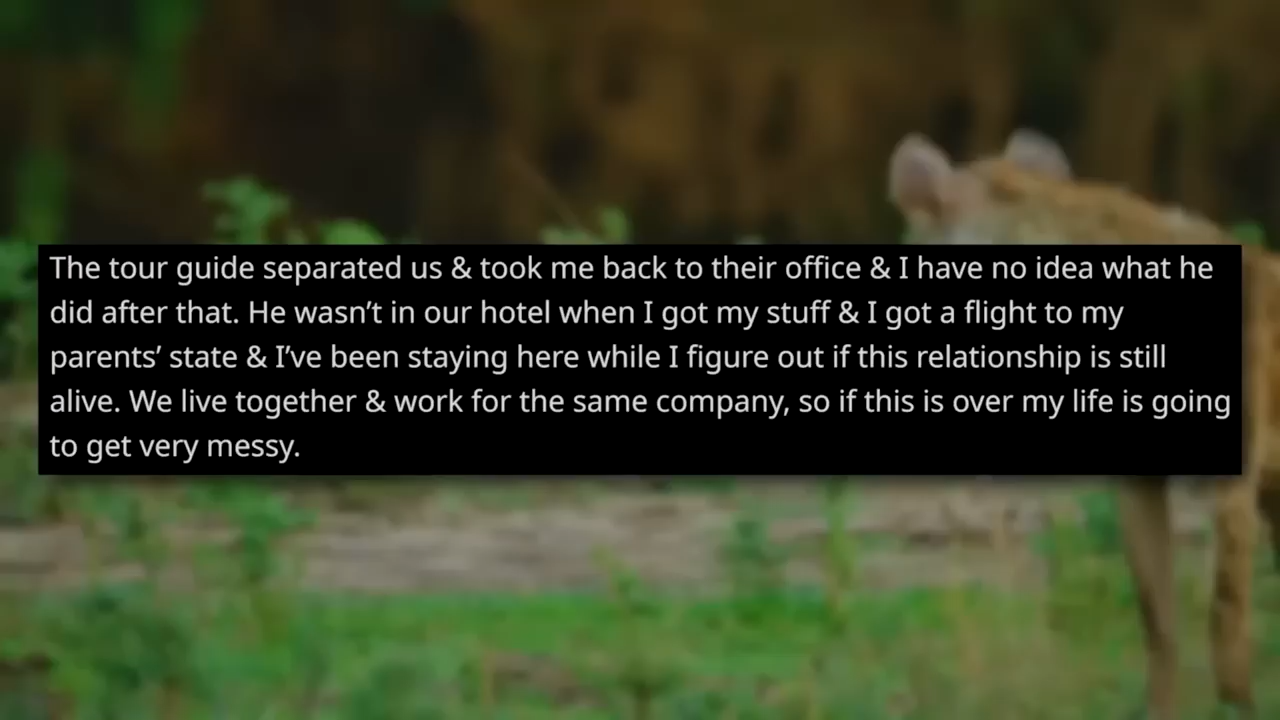 The tour guide separated us & took me back to their office & I have no idea what he
did after that. He wasn’t in our hotel when I got my stuff & I got a flight to my
parents’ state & I’ve been staying here while I figure out if this relationship is still
alive. We live together & work for the same company, so if this is over my life is going
to get very messy.